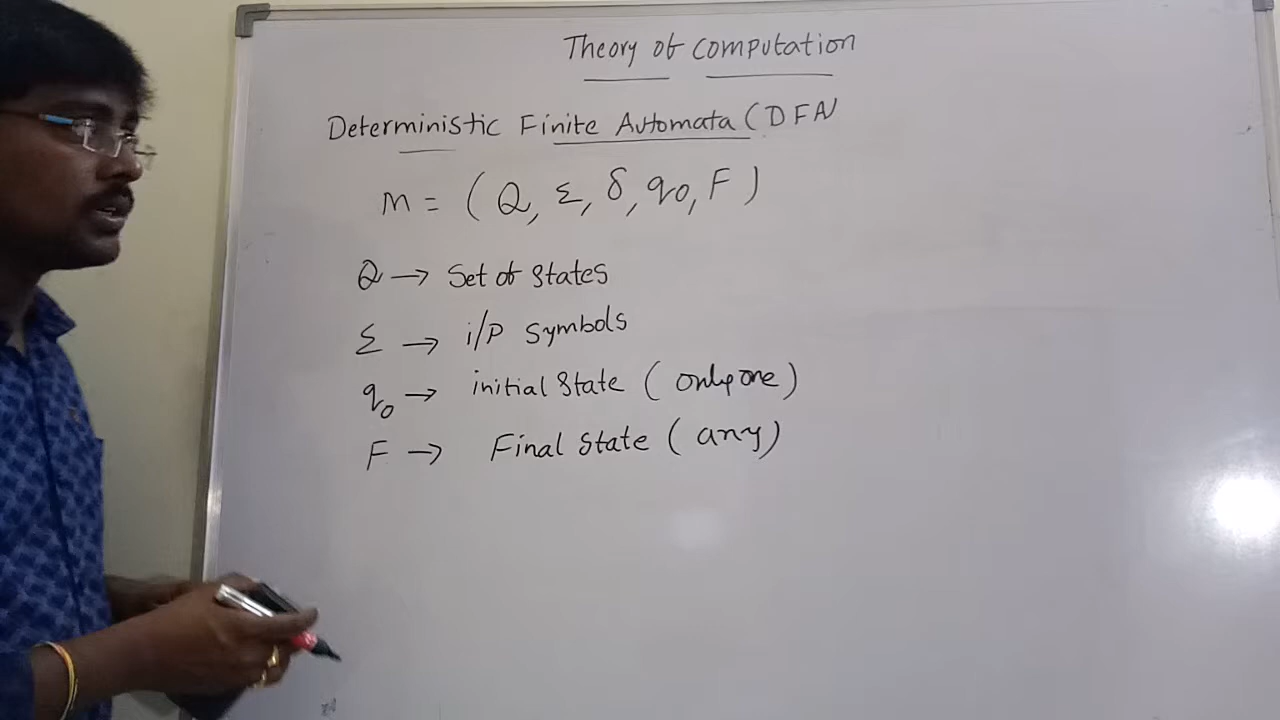 Theory of Computation
Deterministic Finite Automata (DFA)
M = (Q, Σ, δ, q0, F)
Q → Set of States
Σ → i/p Symbols
q0 → initial State (only one)
F → Final State (any)